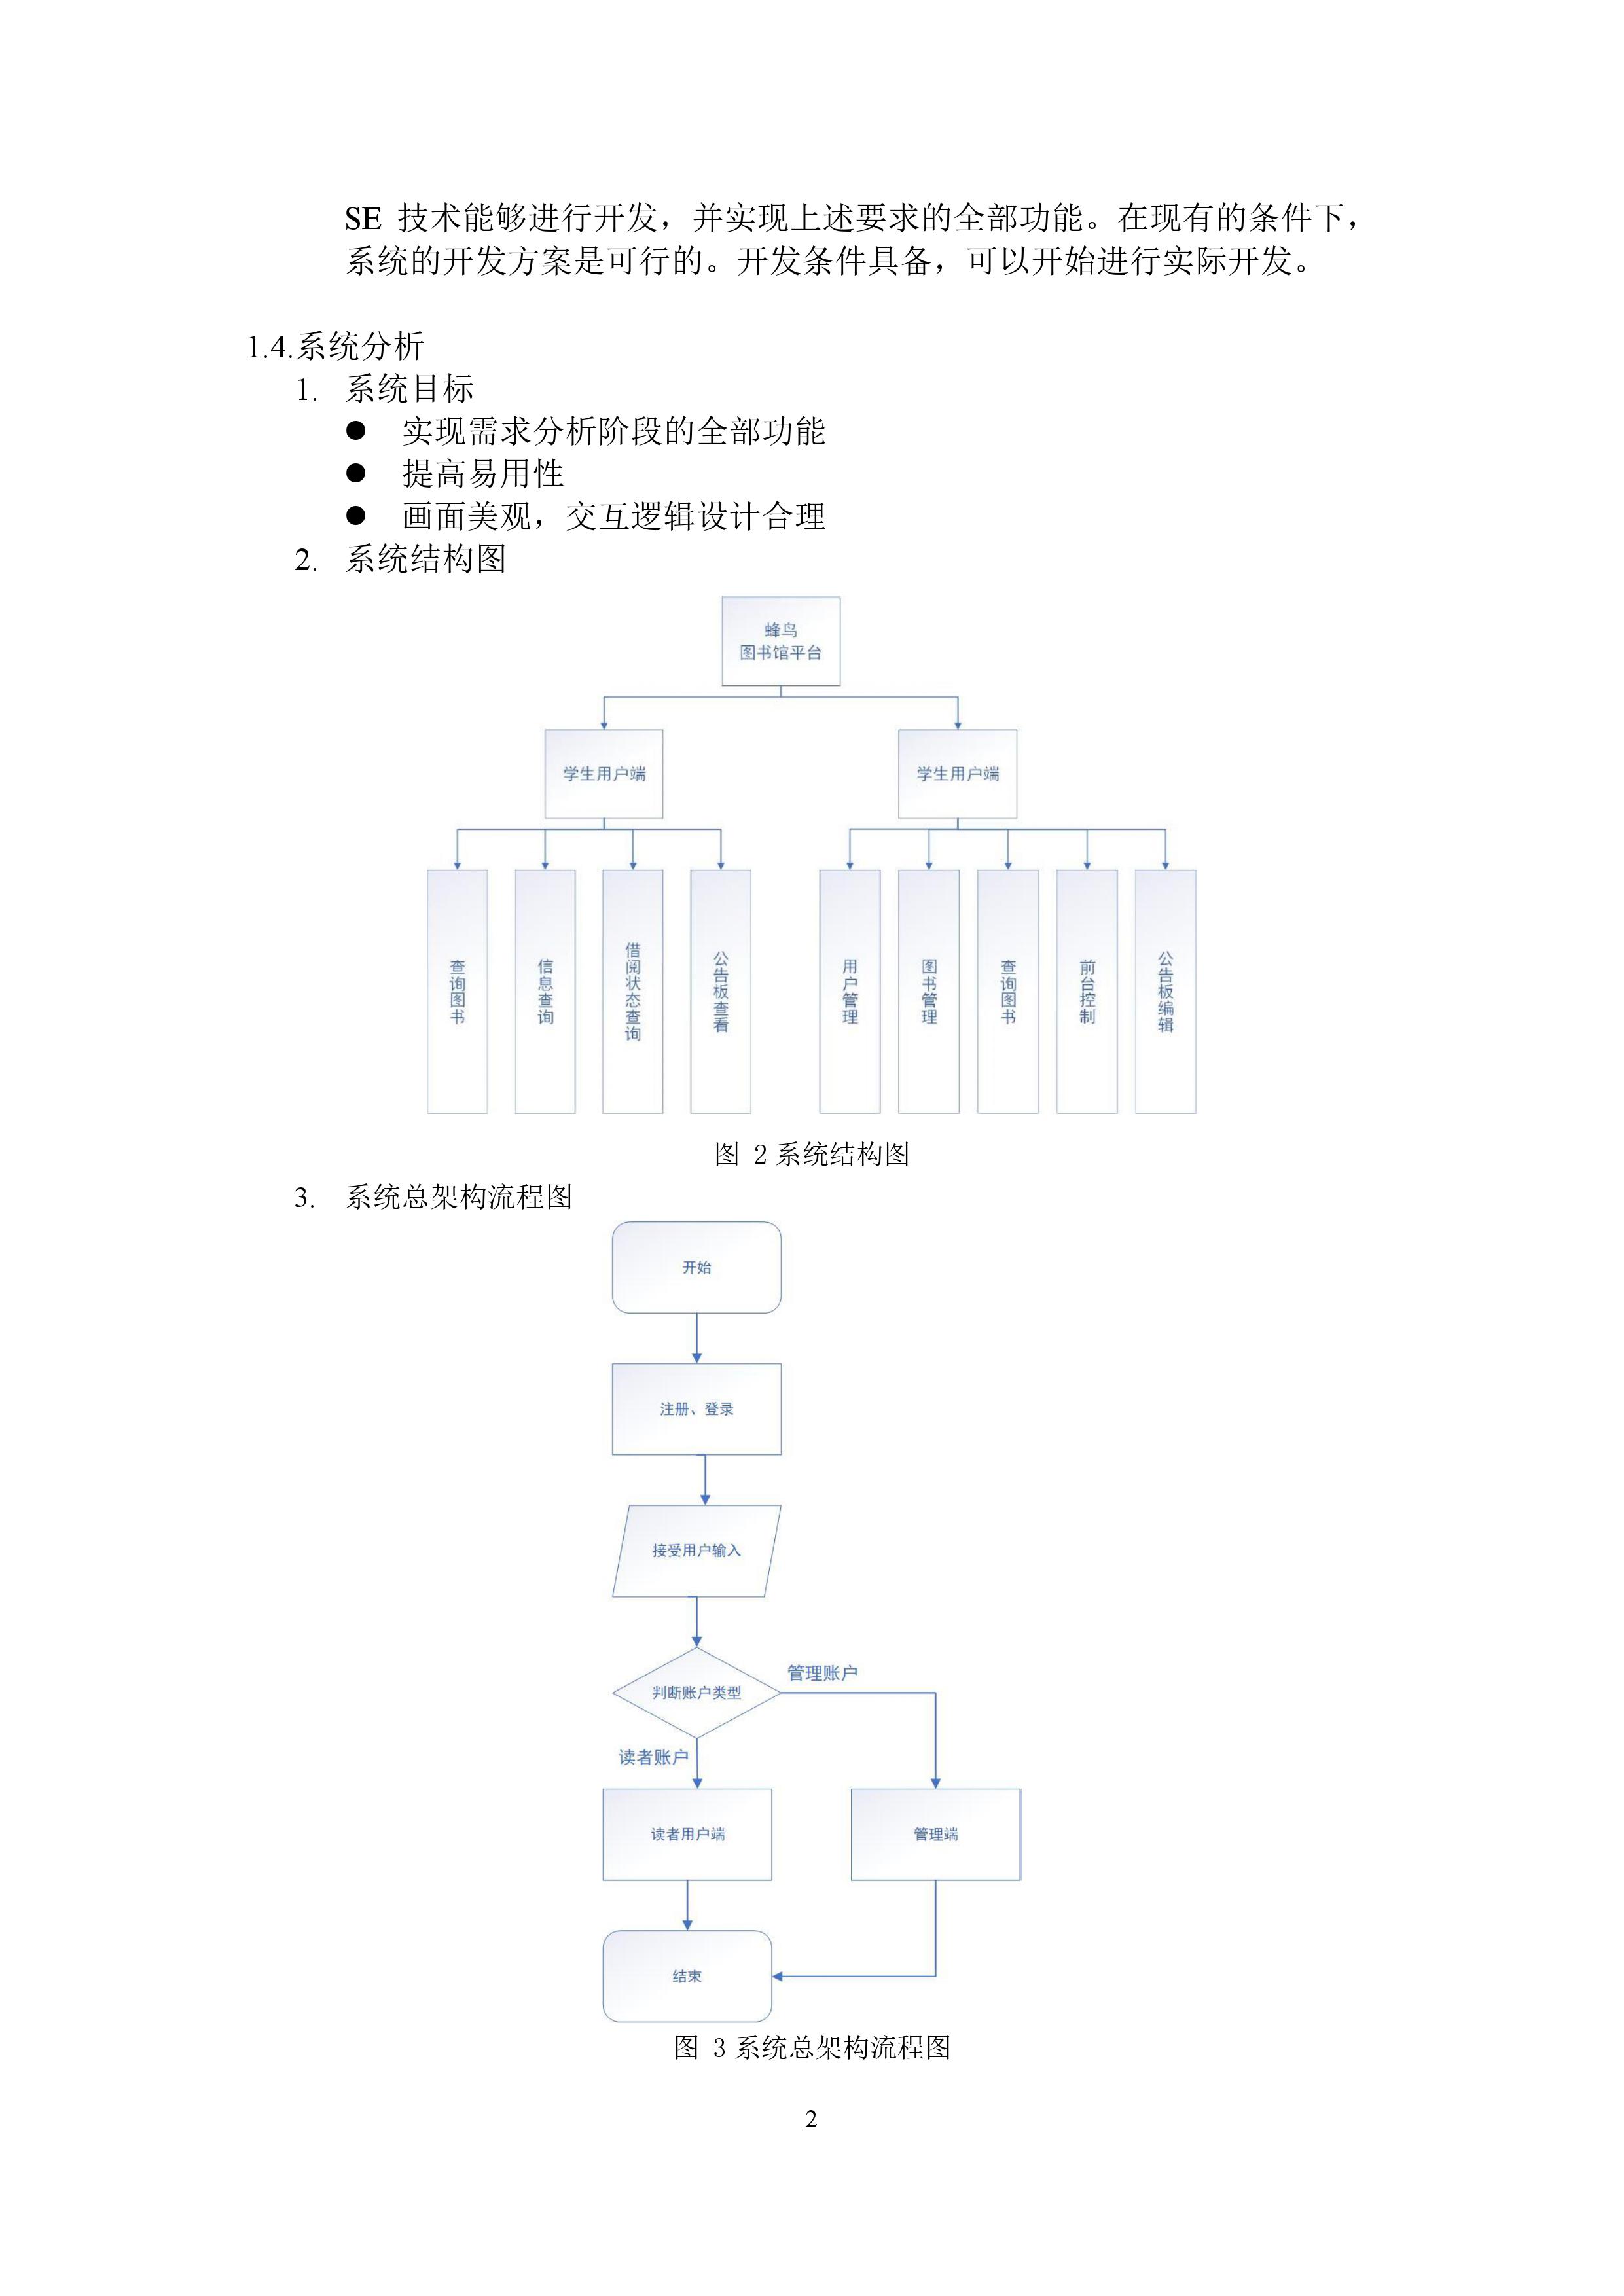 SE 技术能够进行开发，并实现上述要求的全部功能。在现有的条件下，
系统的开发方案是可行的。开发条件具备，可以开始进行实际开发。
1.4.系统分析
1. 系统目标
● 实现需求分析阶段的全部功能
● 提高易用性
● 画面美观，交互逻辑设计合理
2. 系统结构图
蜂鸟
图书馆平台
学生用户端
学生用户端
查询图书
信息查询
借阅状态查询
公告板查看
用户管理
图书管理
查询图书
前台控制
公告板编辑
图 2系统结构图
3. 系统总架构流程图
开始
注册、登录
接受用户输入
判断账户类型
管理账户
读者账户
读者用户端
管理端
结束
图 3系统总架构流程图
2